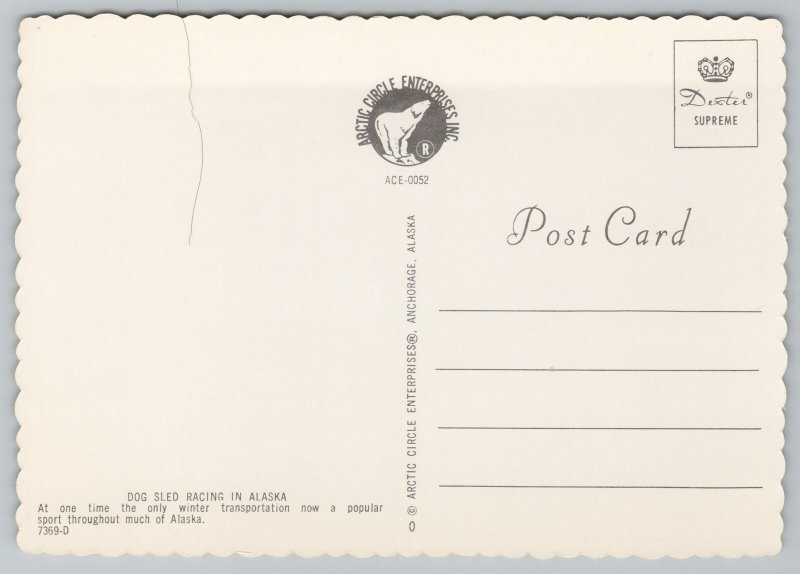 ARCTIC CIRCLE ENTERPRISES INC.
®
ACE-0052
Dexter®
SUPREME
Post Card
© ARCTIC CIRCLE ENTERPRISES®, ANCHORAGE, ALASKA
0
DOG SLED RACING IN ALASKA
At one time the only winter transportation now a popular
sport throughout much of Alaska.
7369-D